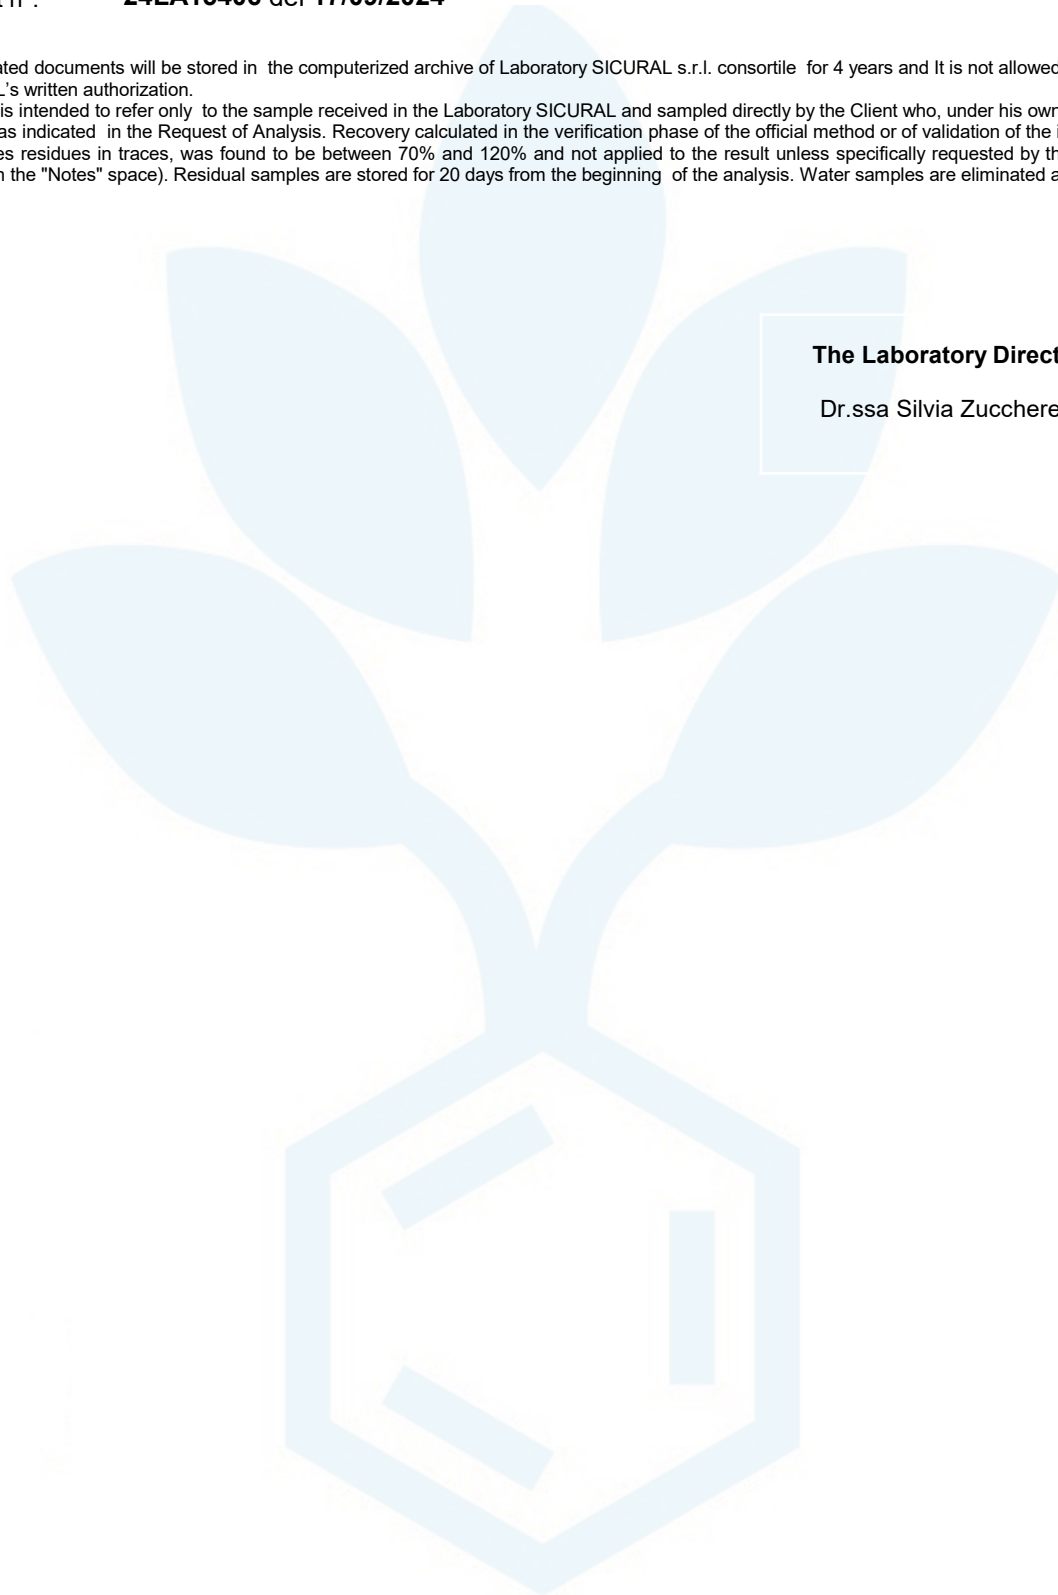 ated documents will be stored in the computerized archive of Laboratory SICURAL s.r.l. consortile for 4 years and It is not allowed
L's written authorization.
is intended to refer only to the sample received in the Laboratory SICURAL and sampled directly by the Client who, under his own
as indicated in the Request of Analysis. Recovery calculated in the verification phase of the official method or of validation of the i
es residues in traces, was found to be between 70% and 120% and not applied to the result unless specifically requested by th
n the "Notes" space). Residual samples are stored for 20 days from the beginning of the analysis. Water samples are eliminated a
The Laboratory Direct
Dr.ssa Silvia Zucchere